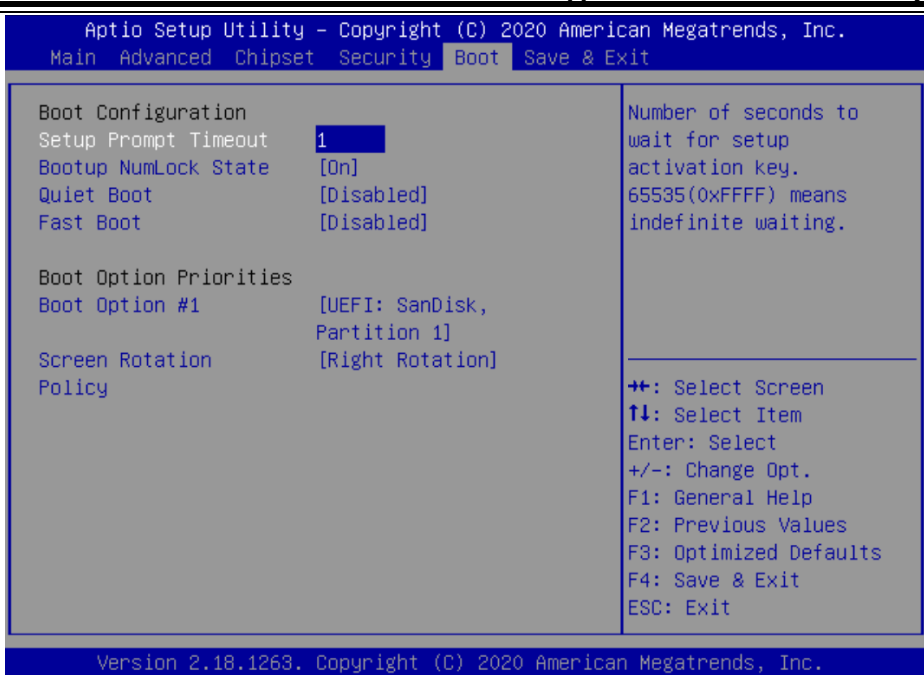 Aptio Setup Utility – Copyright (C) 2020 American Megatrends, Inc.
Main Advanced Chipset Security Boot Save & Exit
Boot Configuration
Setup Prompt Timeout 1
Bootup NumLock State [On]
Quiet Boot [Disabled]
Fast Boot [Disabled]
Boot Option Priorities
Boot Option #1 [UEFI: SanDisk,
Partition 1]
Screen Rotation [Right Rotation]
Policy
Number of seconds to
wait for setup
activation key.
65535(0xFFFF) means
indefinite waiting.
→←: Select Screen
↑↓: Select Item
Enter: Select
+/-: Change Opt.
F1: General Help
F2: Previous Values
F3: Optimized Defaults
F4: Save & Exit
ESC: Exit
Version 2.18.1263. Copyright (C) 2020 American Megatrends, Inc.